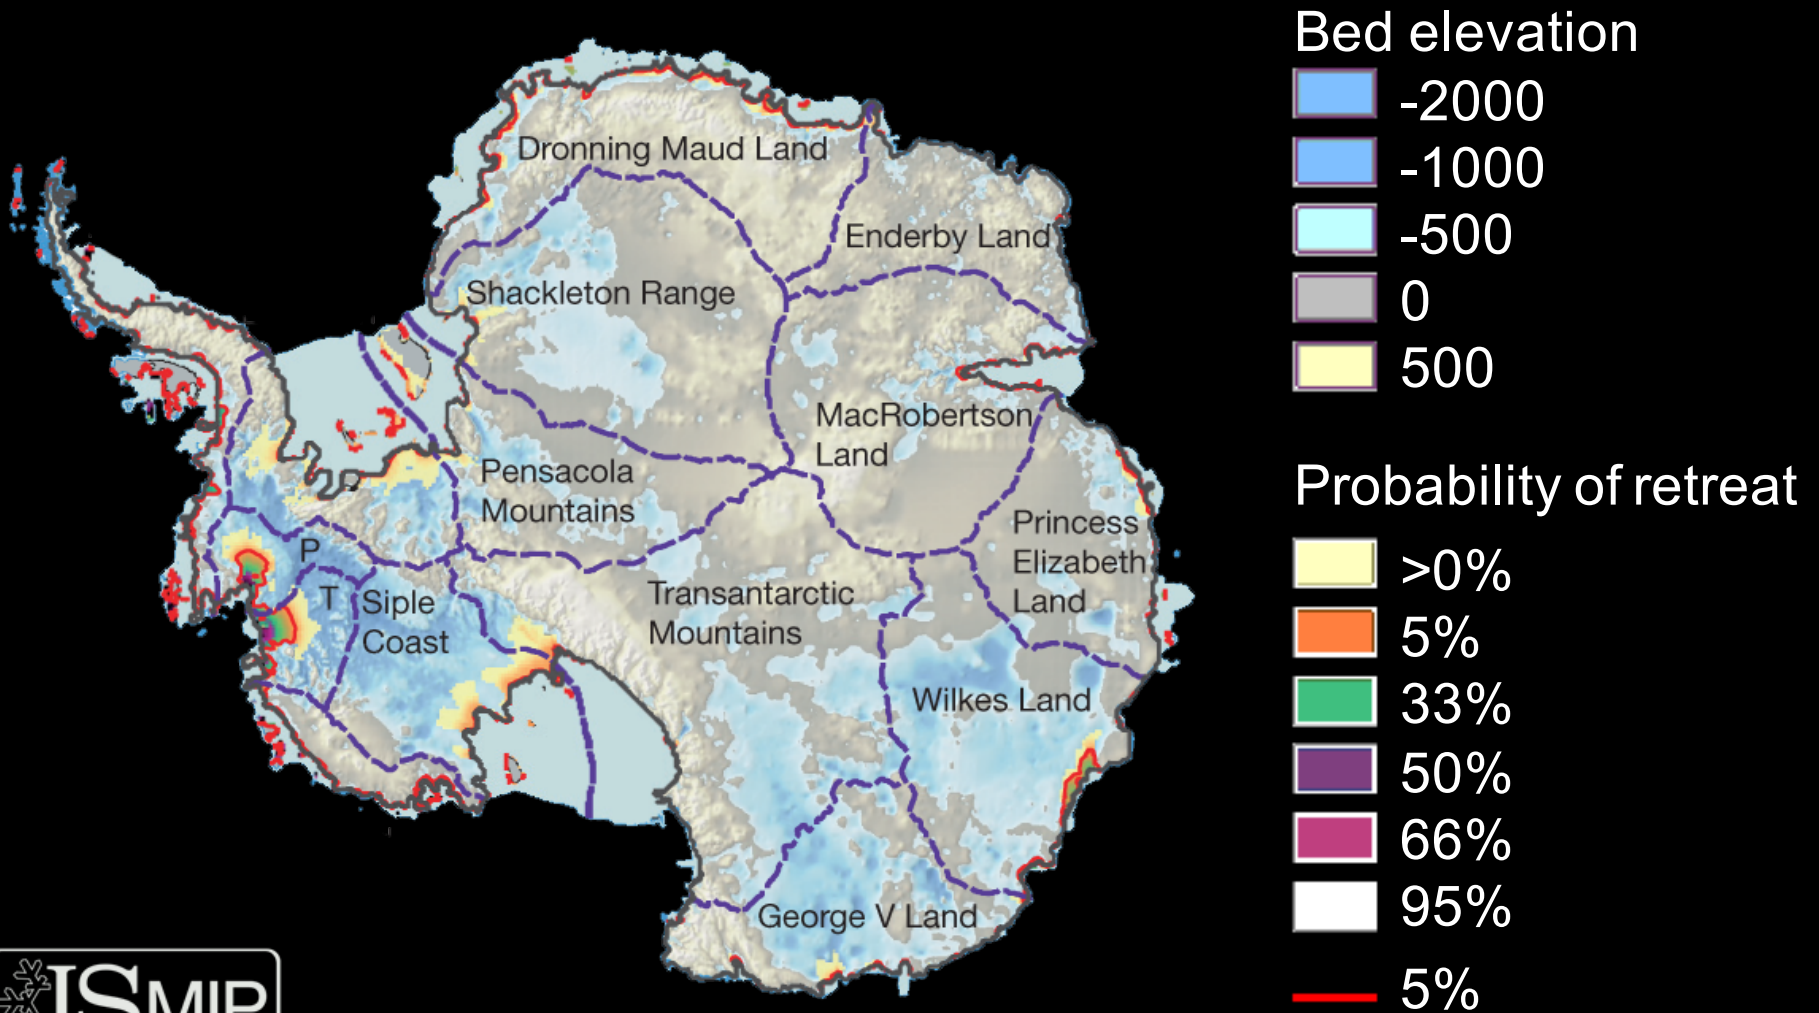 Bed elevation
-2000
-1000
-500
0
500
Probability of retreat
>0%
5%
33%
50%
66%
95%
5%
Dronning Maud Land
Enderby Land
Shackleton Range
MacRobertson
Land
Pensacola
Mountains
Princess
Elizabeth
Land
P
T
Siple
Coast
Transantarctic
Mountains
Wilkes Land
George V Land
ISMIP